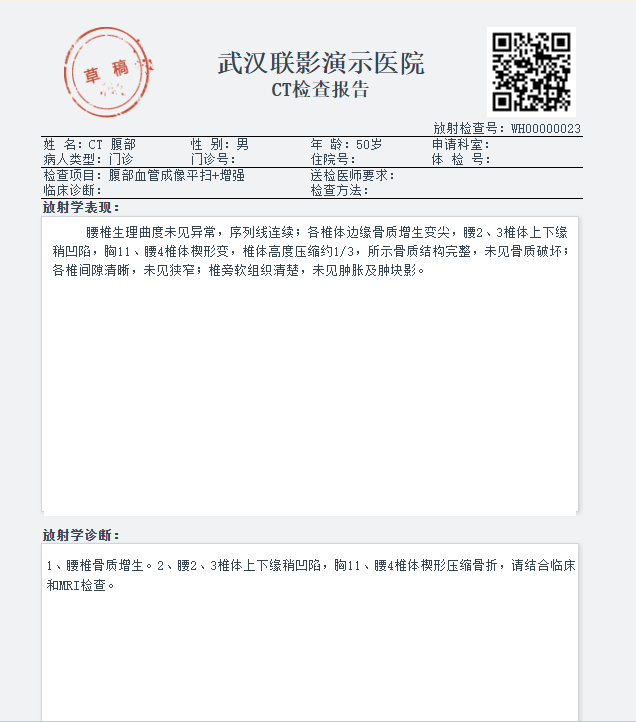 草 稿
武汉联影演示医院
CT检查报告
放射检查号：WH00000023
姓 名：CT 腹部 性 别：男 年 龄：50岁 申请科室：
病人类型：门诊 门诊号： 住院号： 体 检 号：
检查项目：腹部血管成像平扫+增强 送检医师要求：
临床诊断： 检查方法：
放射学表现：
腰椎生理曲度未见异常，序列线连续；各椎体边缘骨质增生变尖，腰2、3椎体上下缘
稍凹陷，胸11、腰4椎体楔形变，椎体高度压缩约1/3，所示骨质结构完整，未见骨质破坏；
各椎间隙清晰，未见狭窄；椎旁软组织清楚，未见肿胀及肿块影。
放射学诊断：
1、腰椎骨质增生。2、腰2、3椎体上下缘稍凹陷，胸11、腰4椎体楔形压缩骨折，请结合临床
和MRI检查。